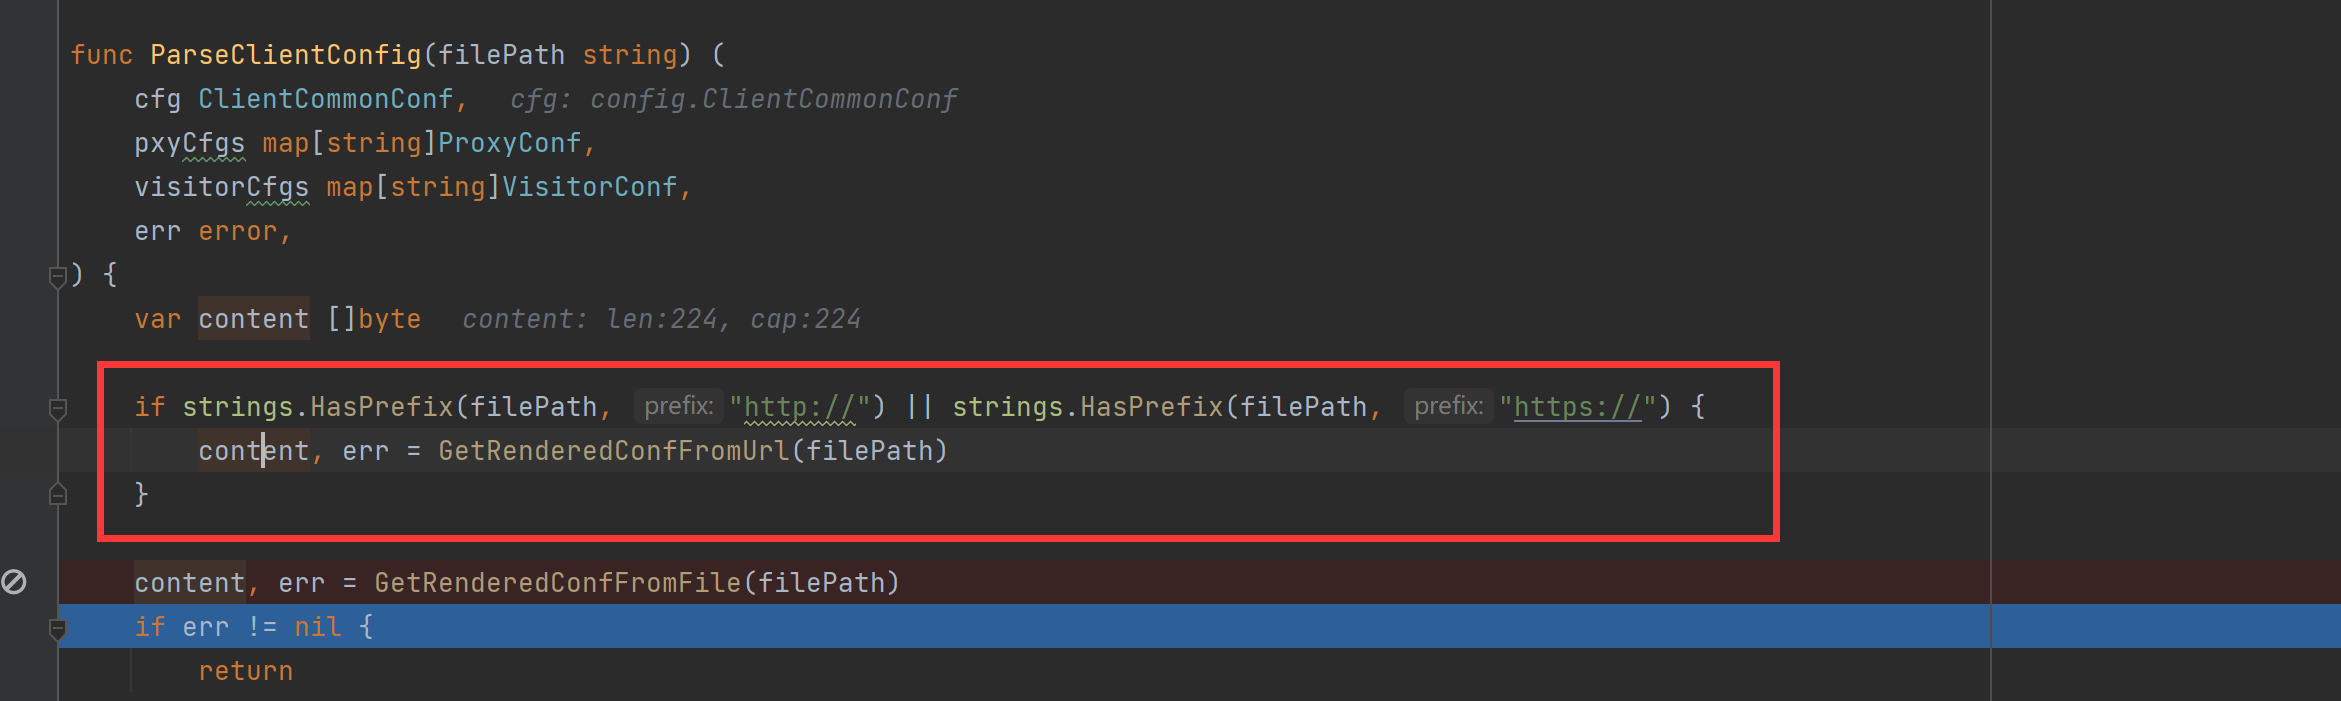 func ParseClientConfig(filePath string) (
cfg ClientCommonConf, cfg: config.ClientCommonConf
pxyCfgs map[string]ProxyConf,
visitorCfgs map[string]VisitorConf,
err error,
) {
var content []byte content: len:224, cap:224
if strings.HasPrefix(filePath, prefix: "http://") || strings.HasPrefix(filePath, prefix: "https://") {
content, err = GetRenderedConfFromUrl(filePath)
}
content, err = GetRenderedConfFromFile(filePath)
if err != nil {
return